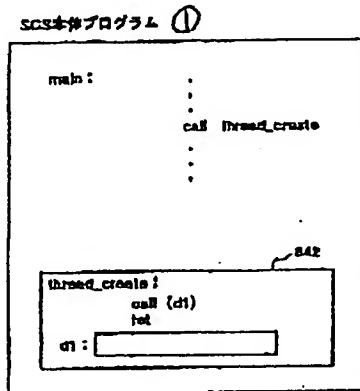 SCS本体プログラム ①
main :
call thread_create
842
thread_create :
call (d1)
ret
d1 :